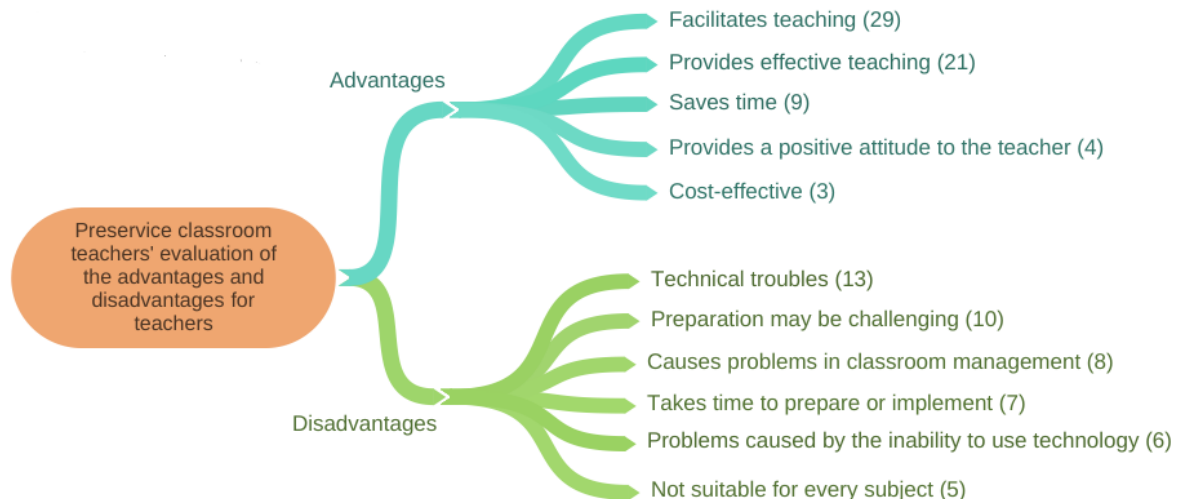 Preservice classroom
teachers' evaluation of
the advantages and
disadvantages for
teachers
Advantages
Facilitates teaching (29)
Provides effective teaching (21)
Saves time (9)
Provides a positive attitude to the teacher (4)
Cost-effective (3)
Disadvantages
Technical troubles (13)
Preparation may be challenging (10)
Causes problems in classroom management (8)
Takes time to prepare or implement (7)
Problems caused by the inability to use technology (6)
Not suitable for every subject (5)